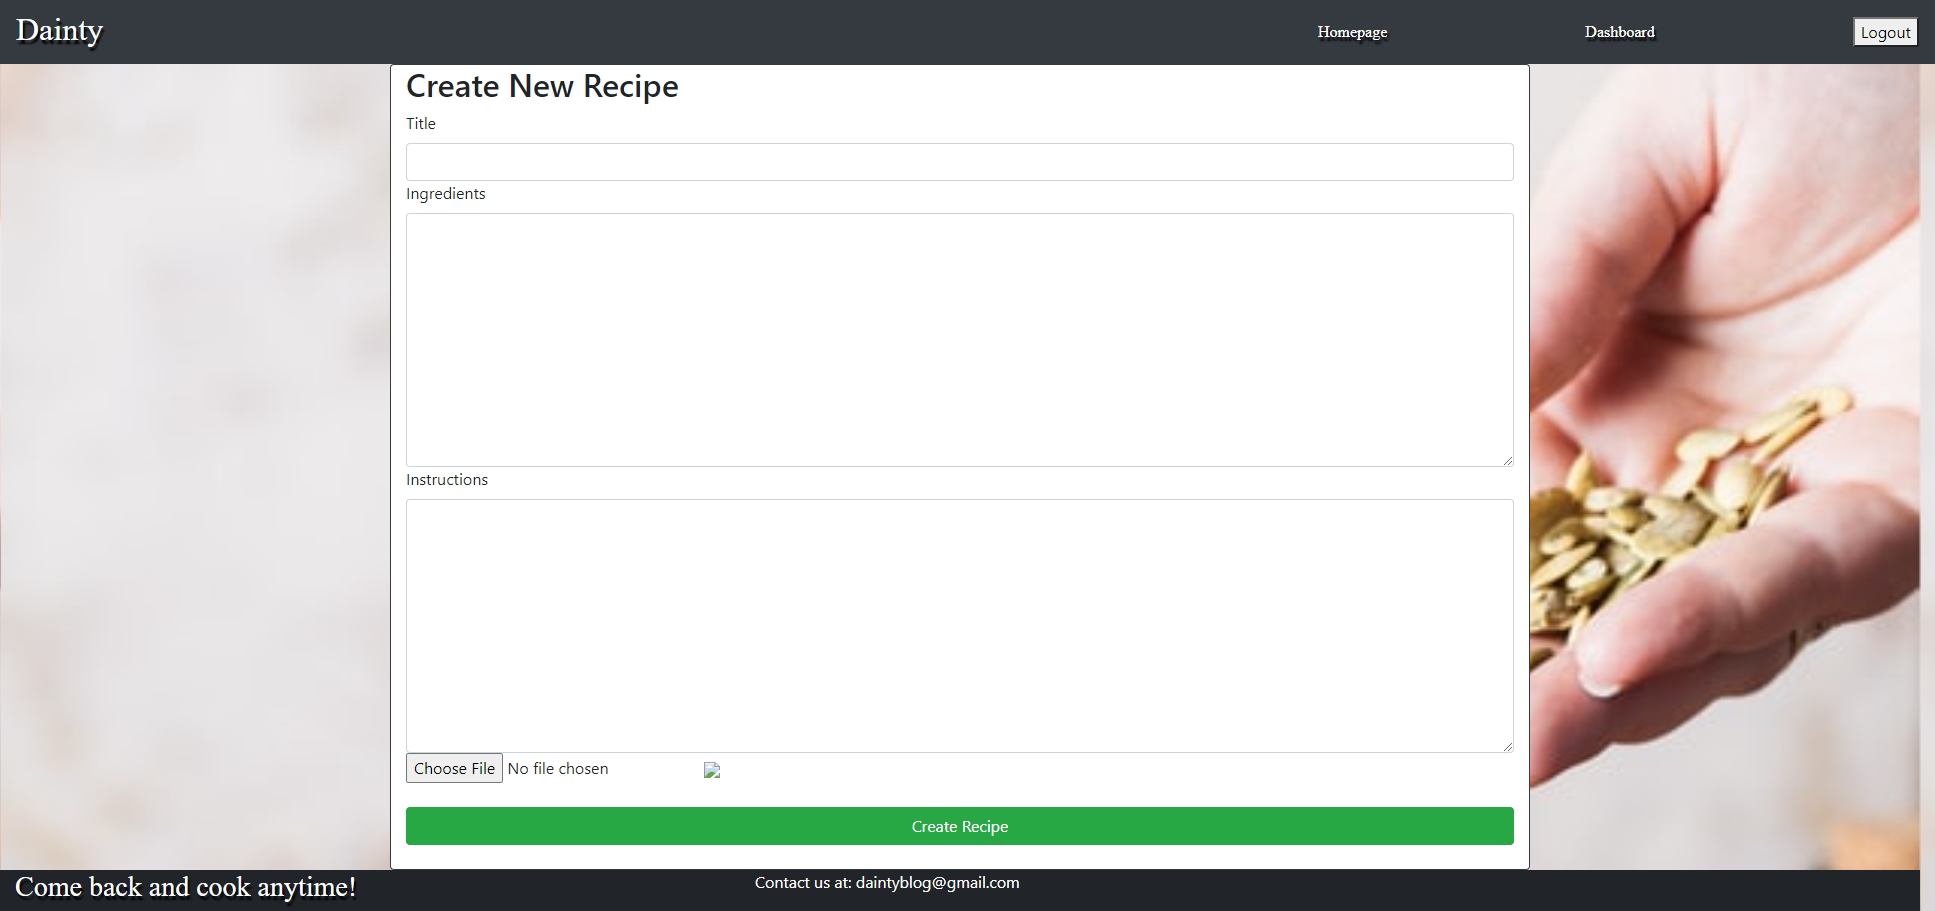 Dainty
Homepage
Dashboard
Logout
Create New Recipe
Title
Ingredients
Instructions
Choose File No file chosen
Create Recipe
Come back and cook anytime!
Contact us at: daintyblog@gmail.com